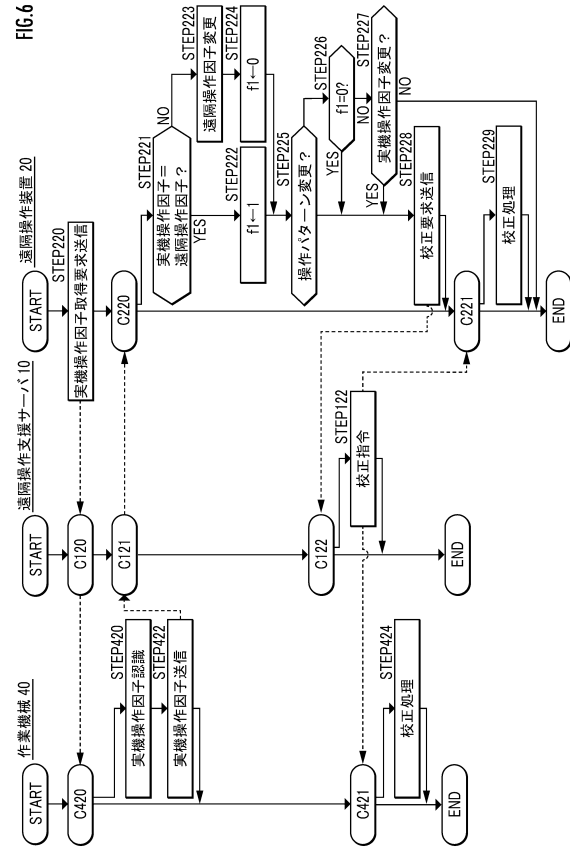 FIG.6
作業機械 40
START
C420
STEP420
実機操作因子認識
STEP422
実機操作因子送信
C421
STEP424
校正処理
END
遠隔操作支援サーバ 10
START
C120
C121
C122
STEP122
校正指令
END
遠隔操作装置 20
START
STEP220
実機操作因子取得要求送信
C220
STEP221
実機操作因子=
遠隔操作因子?
YES
NO
STEP222
f1←1
STEP223
遠隔操作因子変更
STEP224
f1←0
STEP225
操作パターン変更?
STEP226
f1=0?
YES
NO
STEP227
実機操作因子変更?
YES
NO
STEP228
校正要求送信
C221
STEP229
校正処理
END